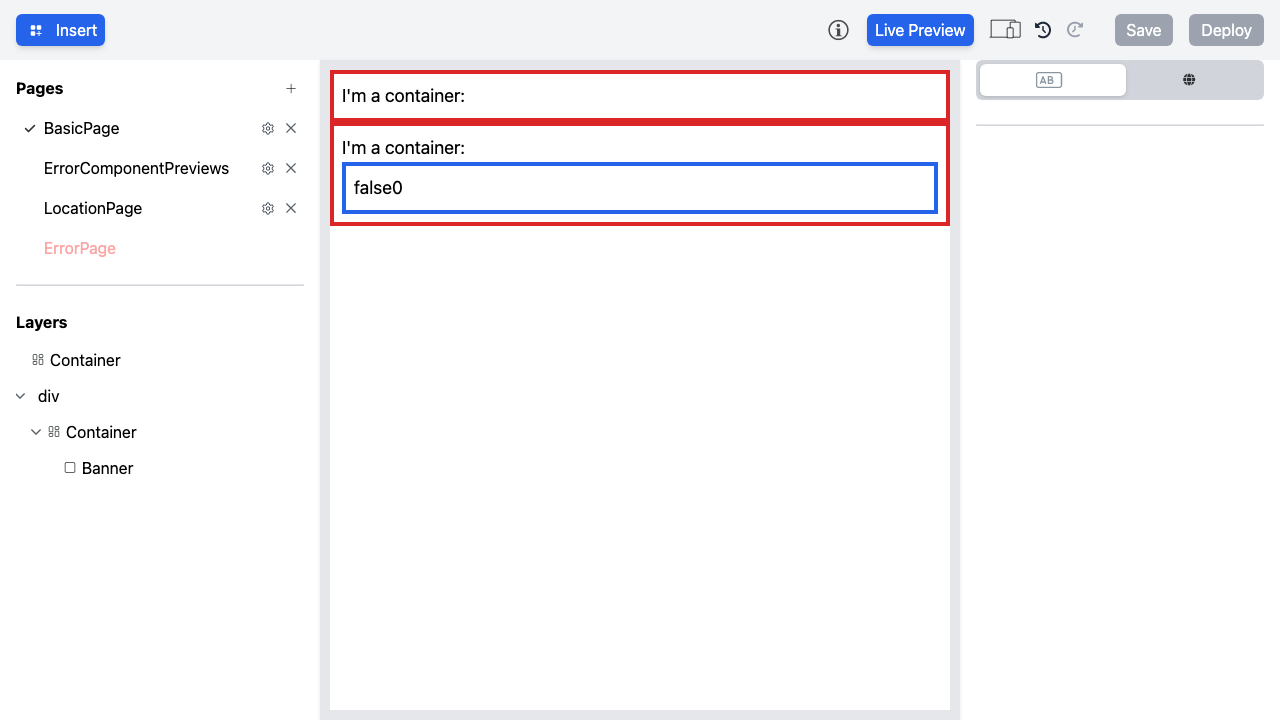 Insert
Live Preview
Save
Deploy
Pages
BasicPage
ErrorComponentPreviews
LocationPage
ErrorPage
Layers
Container
div
Container
Banner
I'm a container:
I'm a container:
false0
AB